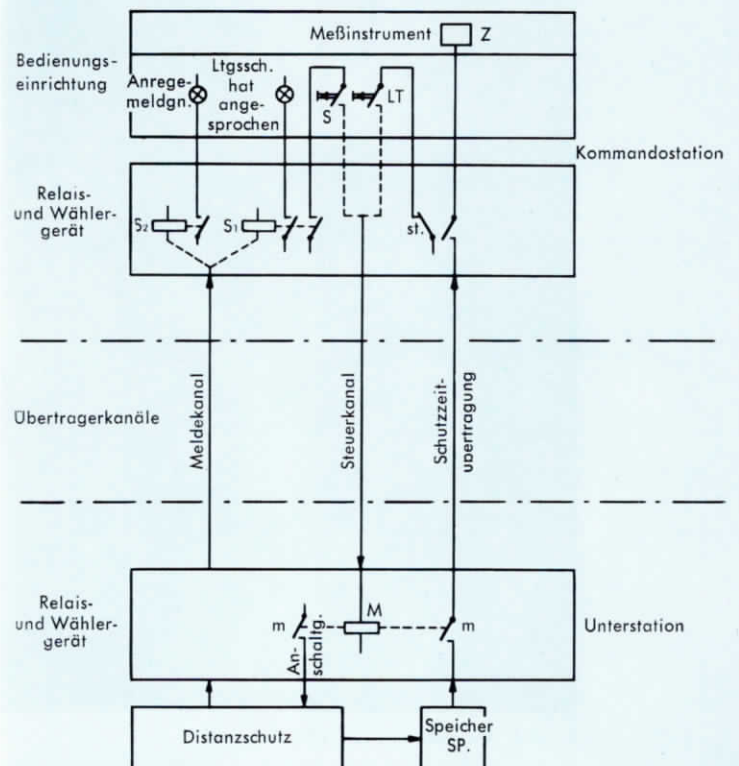 Meßinstrument
Z
Bedienungs-
einrichtung
Anrege-
meldgn.
Ltgssch.
hat
ange-
sprochen
S
LT
Kommandostation
Relais-
und Wähler-
gerät
S2
S1
st.
Übertragerkanäle
Meldekanal
Steuerkanal
Schutzzeit-
übertragung
Relais-
und Wähler-
gerät
m
M
m
An-
schaltg.
Unterstation
Distanzschutz
Speicher
SP.